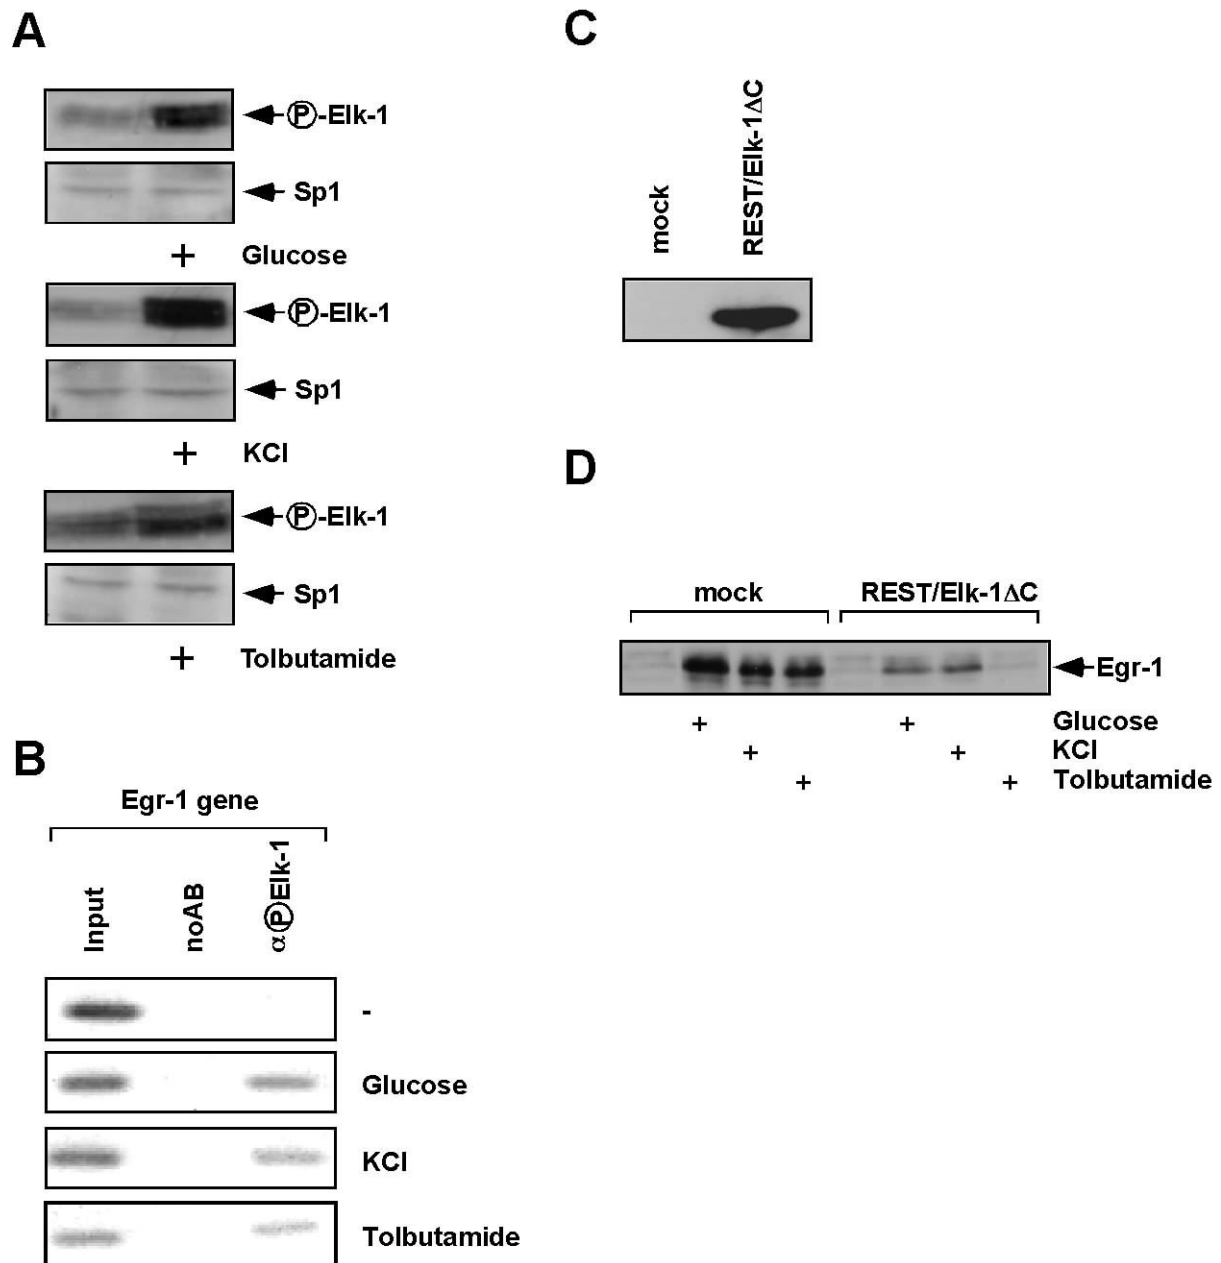 A
Ⓟ-Elk-1
Sp1
+ Glucose
Ⓟ-Elk-1
Sp1
+ KCl
Ⓟ-Elk-1
Sp1
+ Tolbutamide
B
Egr-1 gene
Input
noAB
αⓅElk-1
-
Glucose
KCl
Tolbutamide
C
mock
REST/Elk-1ΔC
D
mock REST/Elk-1ΔC
Egr-1
+ + Glucose
+ + KCl
+ + Tolbutamide